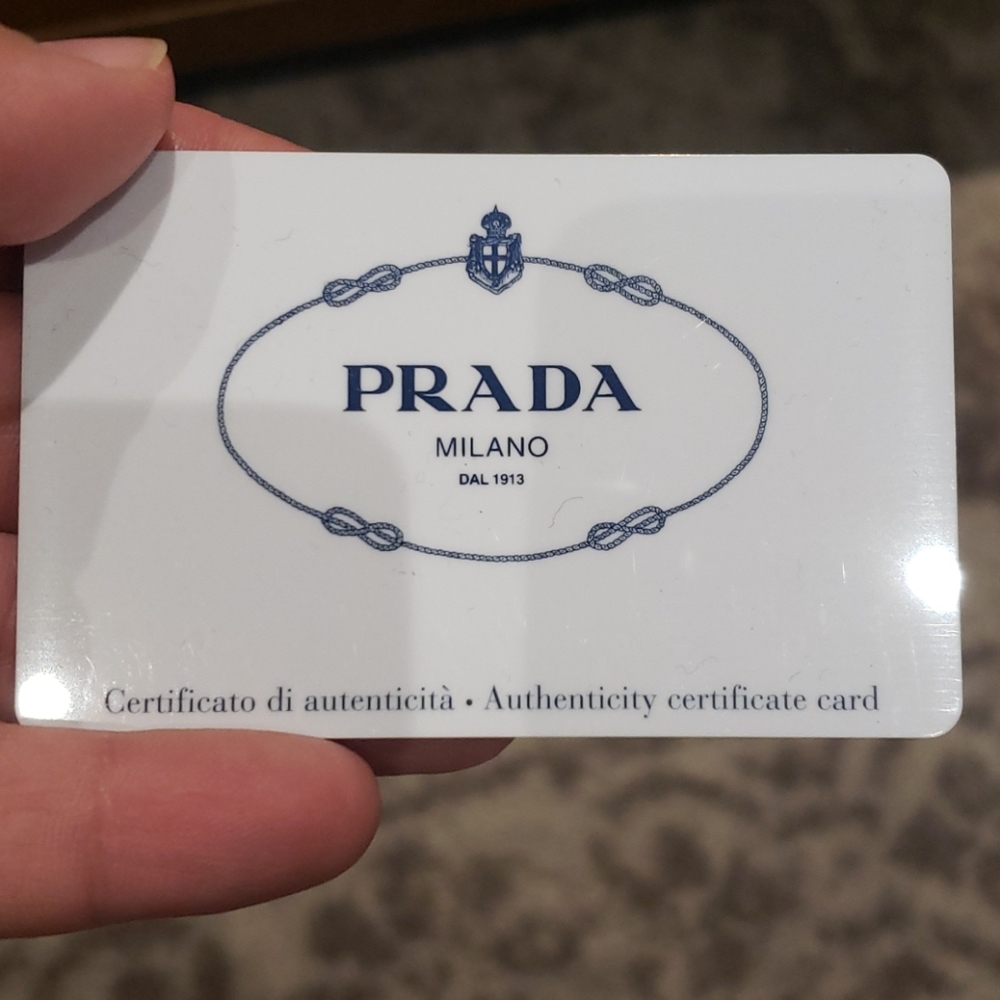 PRADA
MILANO
DAL 1913
Certificato di autenticità • Authenticity certificate card